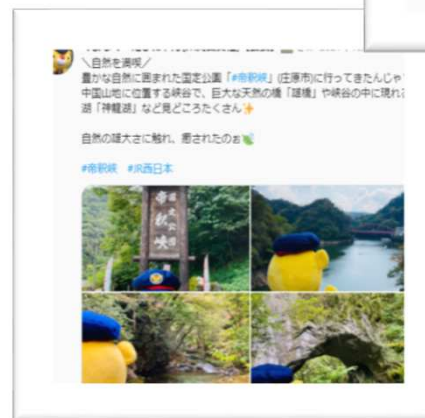 ＼自然を満喫／
豊かな自然に囲まれた国定公園「#帝釈峡」(庄原市)に行ってきたんじゃ
中国山地に位置する峡谷で、巨大な天然の橋「雄橋」や峡谷の中に現れ
湖「神龍湖」など見どころたくさん✨
自然の雄大さに触れ、癒されたのぉ🌿
#帝釈峡 #JR西日本
国定公園
帝釈峡